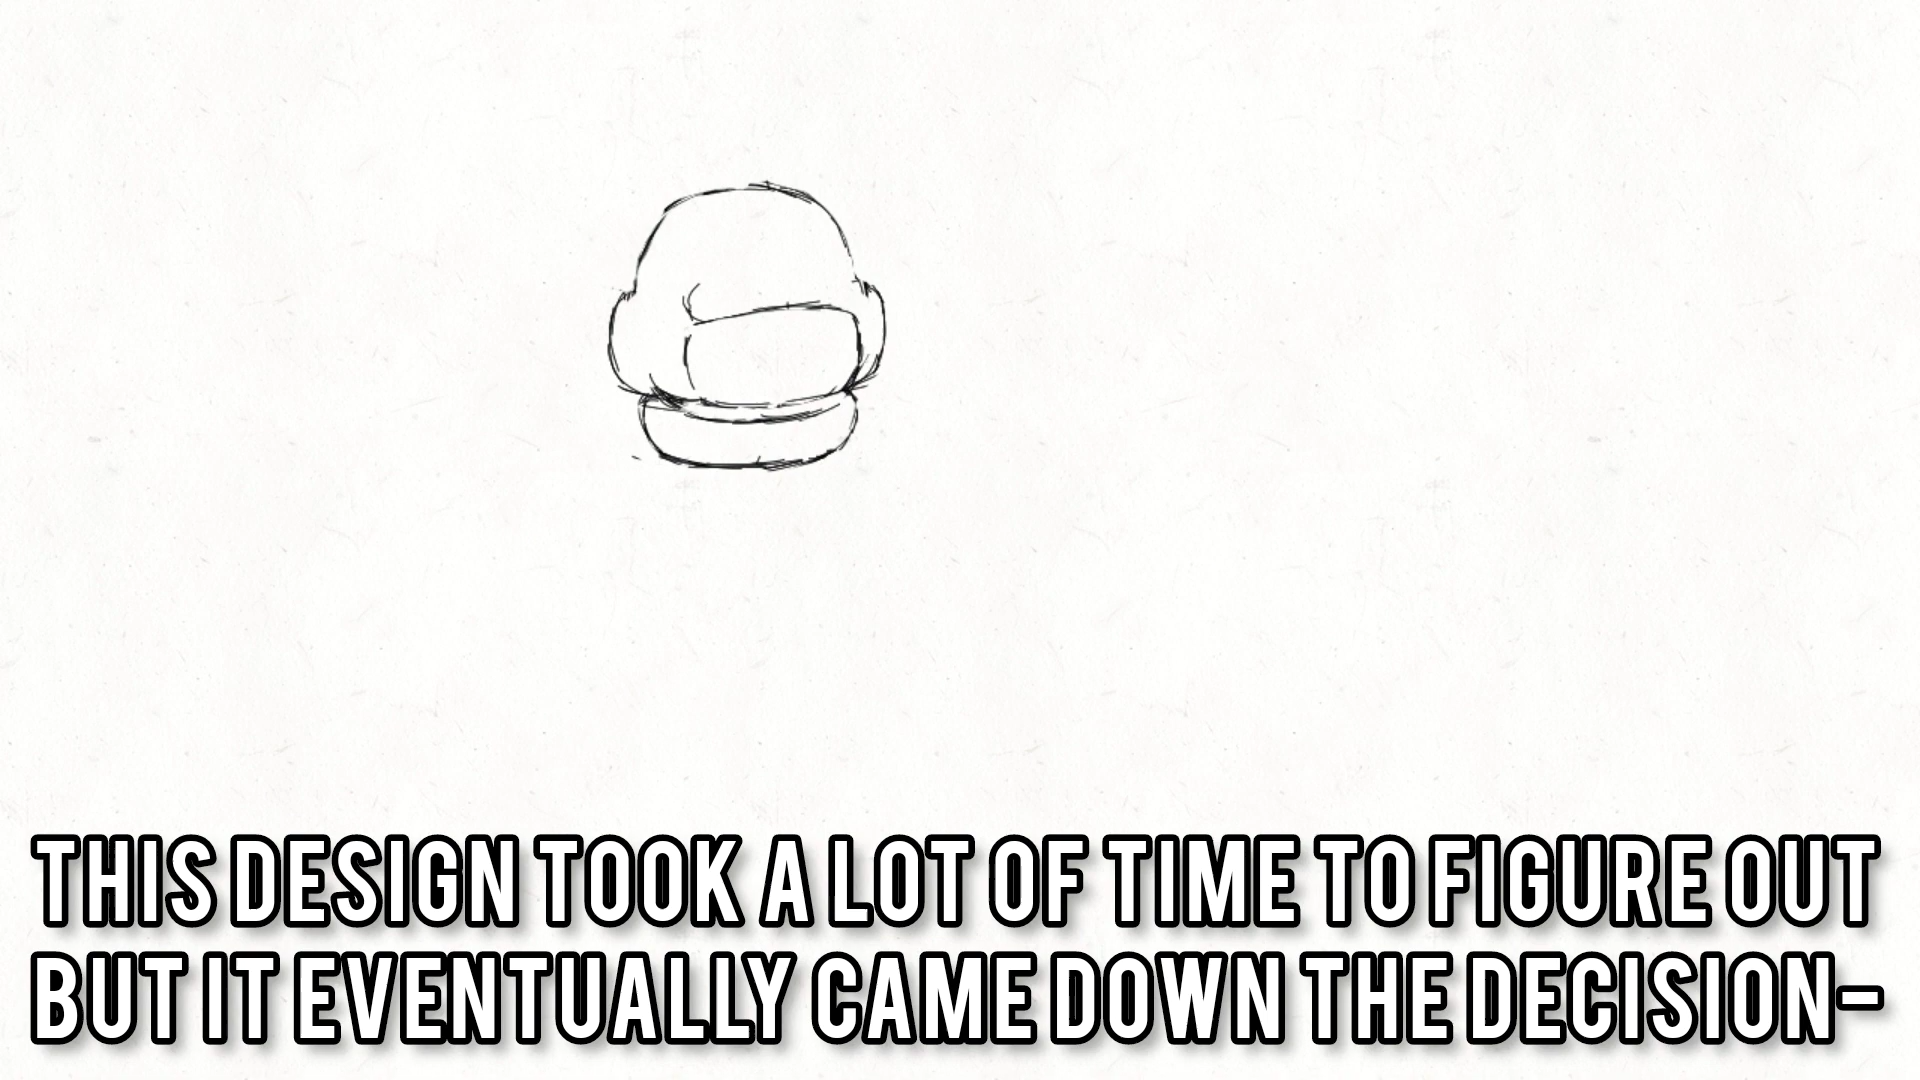 THIS DESIGN TOOK A LOT OF TIME TO FIGURE OUT
BUT IT EVENTUALLY CAME DOWN THE DECISION-